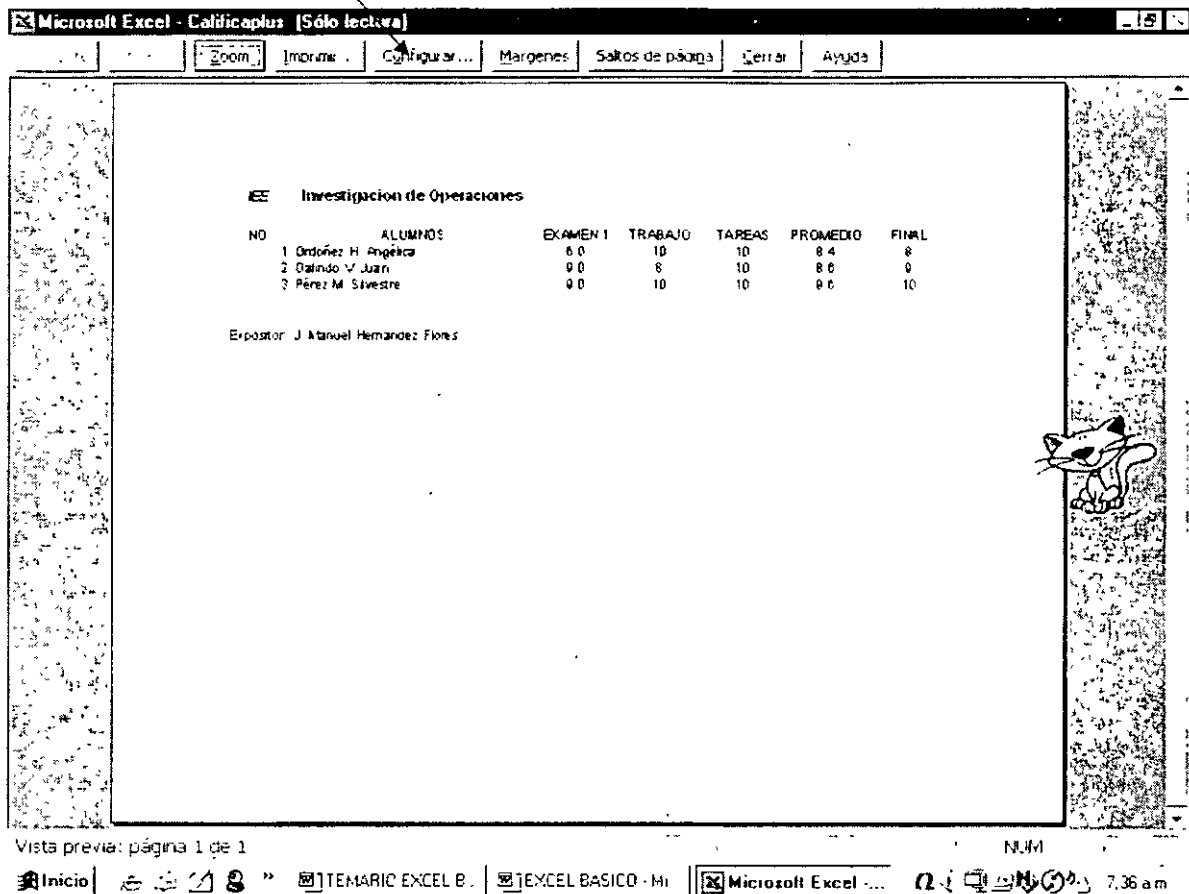 Microsoft Excel - Calificaplus [Sólo lectura]
Zoom Imprimir... Configurar... Margenes Saltos de página Cerrar Ayuda
IEE Investigacion de Operaciones
NO ALUMNOS EXAMEN 1 TRABAJO TAREAS PROMEDIO FINAL
1 Ordoñez H. Angélica 6.0 10 10 8.4 8
2 Galindo V Juan 9.0 8 10 8.8 9
3 Pérez M. Silvestre 9.0 10 10 9.6 10
Expositor J. Manuel Hernandez Flores
Vista previa: página 1 de 1 NUM
Inicio » TEMARIO EXCEL B... EXCEL BASICO - Mi Microsoft Excel -... 7:36 a m